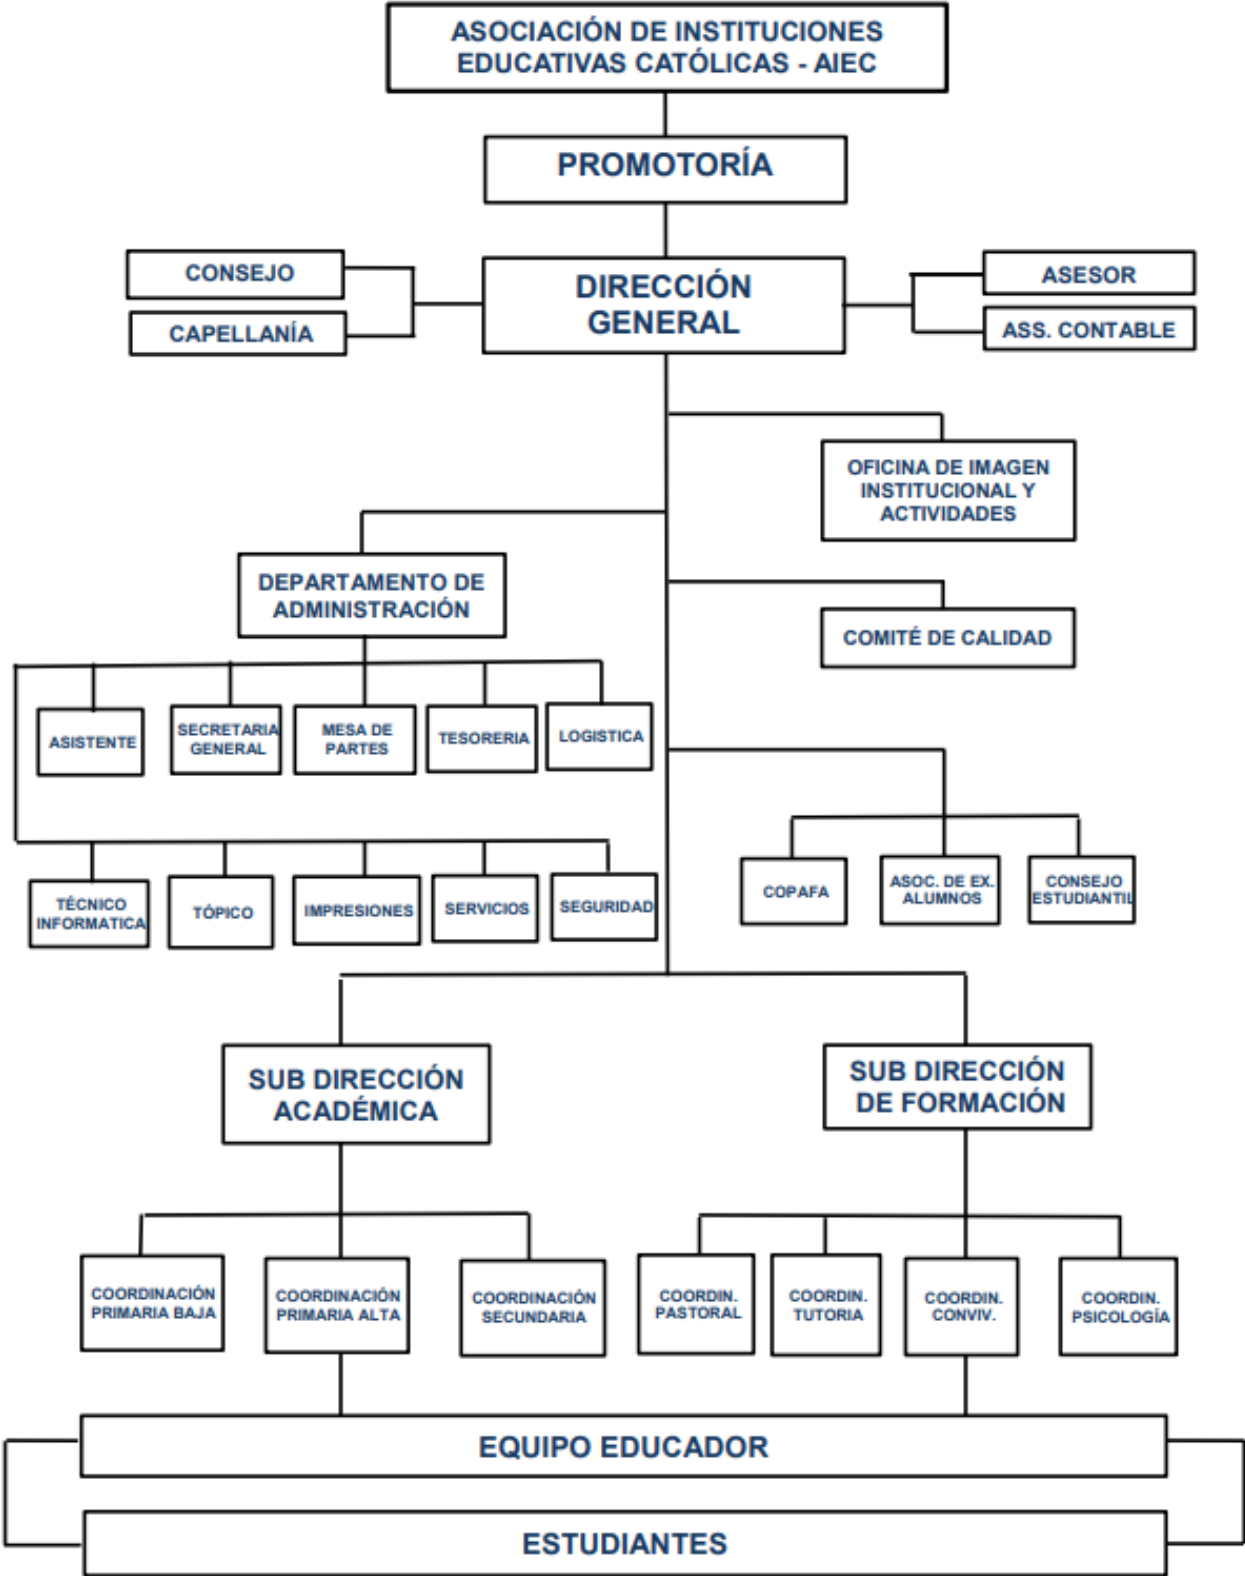 ASOCIACIÓN DE INSTITUCIONES
EDUCATIVAS CATÓLICAS - AIEC
PROMOTORÍA
CONSEJO
CAPELLANÍA
DIRECCIÓN
GENERAL
ASESOR
ASS. CONTABLE
OFICINA DE IMAGEN
INSTITUCIONAL Y
ACTIVIDADES
DEPARTAMENTO DE
ADMINISTRACIÓN
COMITÉ DE CALIDAD
ASISTENTE
SECRETARIA
GENERAL
MESA DE
PARTES
TESORERIA
LOGISTICA
TÉCNICO
INFORMATICA
TÓPICO
IMPRESIONES
SERVICIOS
SEGURIDAD
COPAFA
ASOC. DE EX.
ALUMNOS
CONSEJO
ESTUDIANTIL
SUB DIRECCIÓN
ACADÉMICA
SUB DIRECCIÓN
DE FORMACIÓN
COORDINACIÓN
PRIMARIA BAJA
COORDINACIÓN
PRIMARIA ALTA
COORDINACIÓN
SECUNDARIA
COORDIN.
PASTORAL
COORDIN.
TUTORIA
COORDIN.
CONVIV.
COORDIN.
PSICOLOGÍA
EQUIPO EDUCADOR
ESTUDIANTES